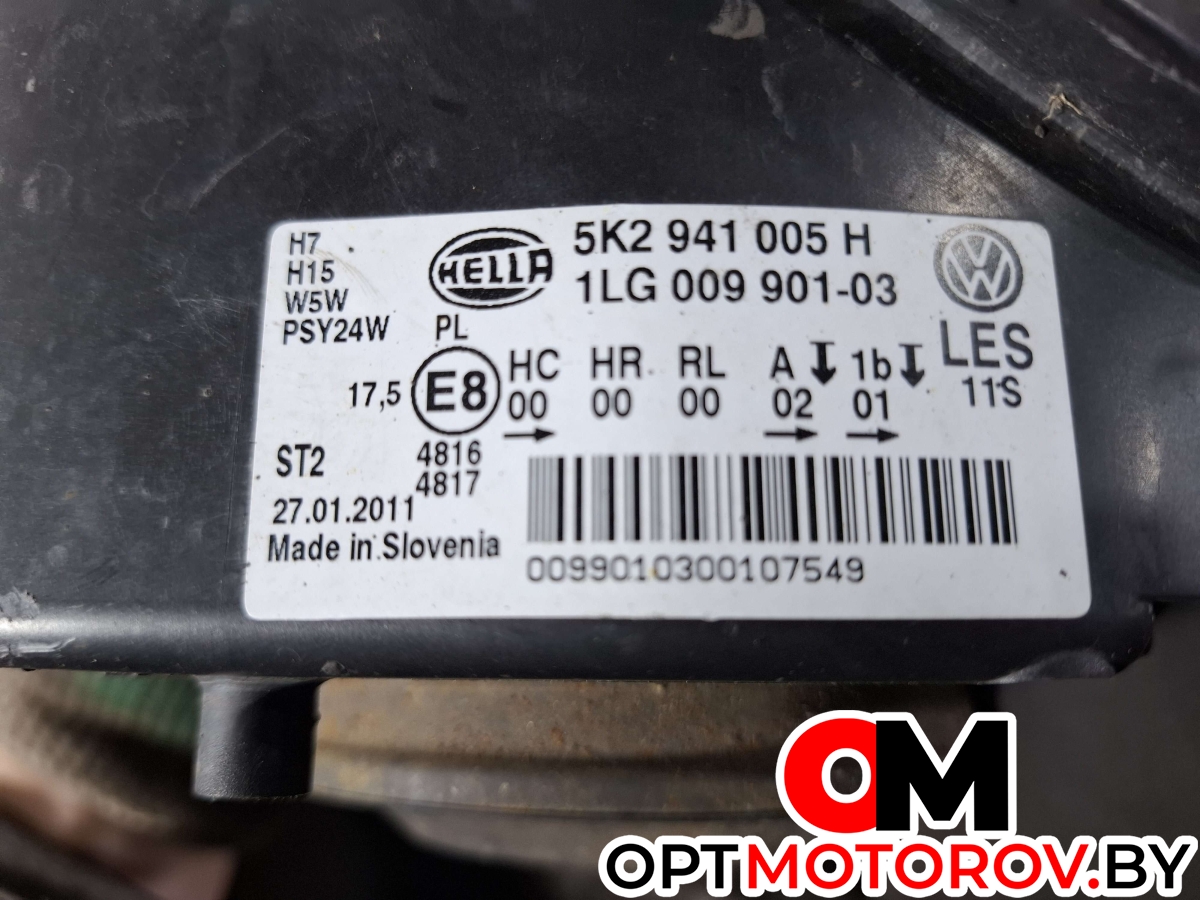 H7
H15
W5W
PSY24W
HELLA
5K2 941 005 H
1LG 009 901-03
VW
LES
11S
PL
17,5 E8
HC HR RL A 1b
00 00 00 02 01
4816
4817
ST2
27.01.2011
Made in Slovenia
0099010300107549
OM
OPTMOTOROV.BY